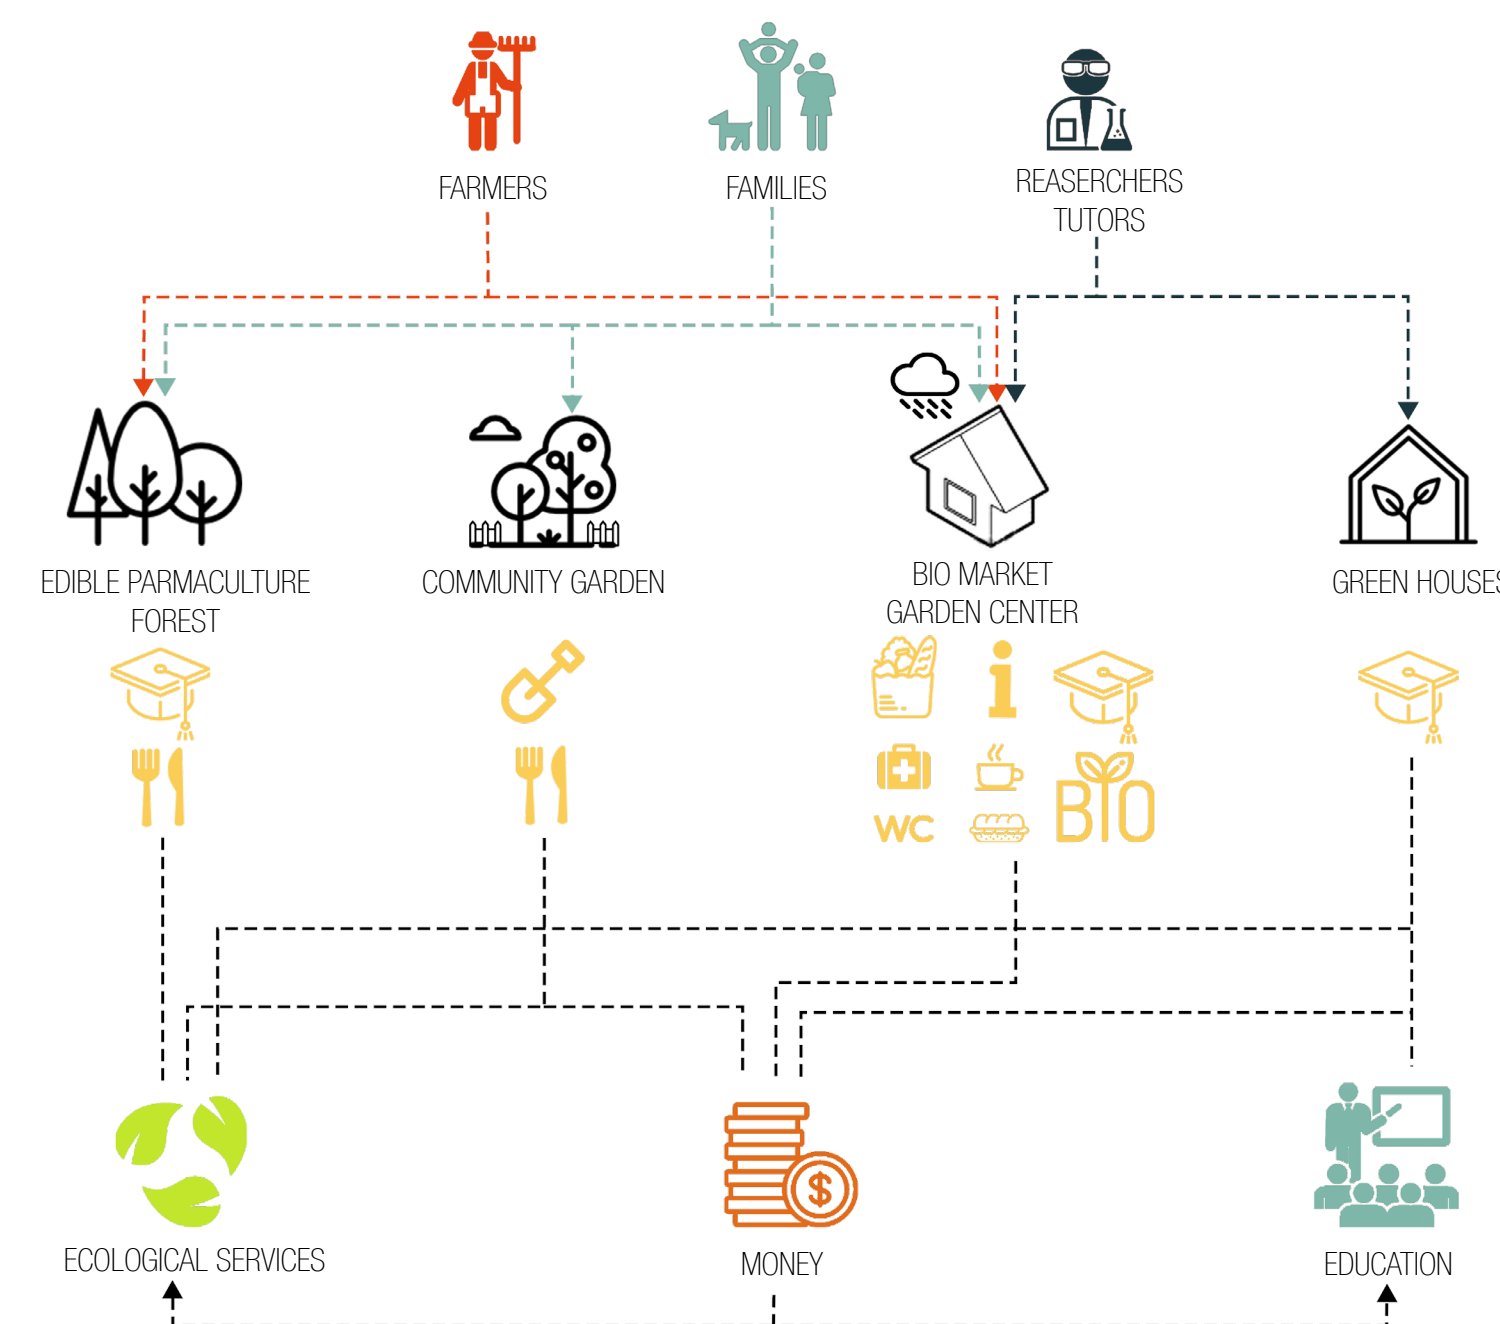 FARMERS
FAMILIES
REASERCHERS
TUTORS
EDIBLE PARMACULTURE
FOREST
COMMUNITY GARDEN
BIO MARKET
GARDEN CENTER
GREEN HOUSES
WC
BIO
$
ECOLOGICAL SERVICES
MONEY
EDUCATION